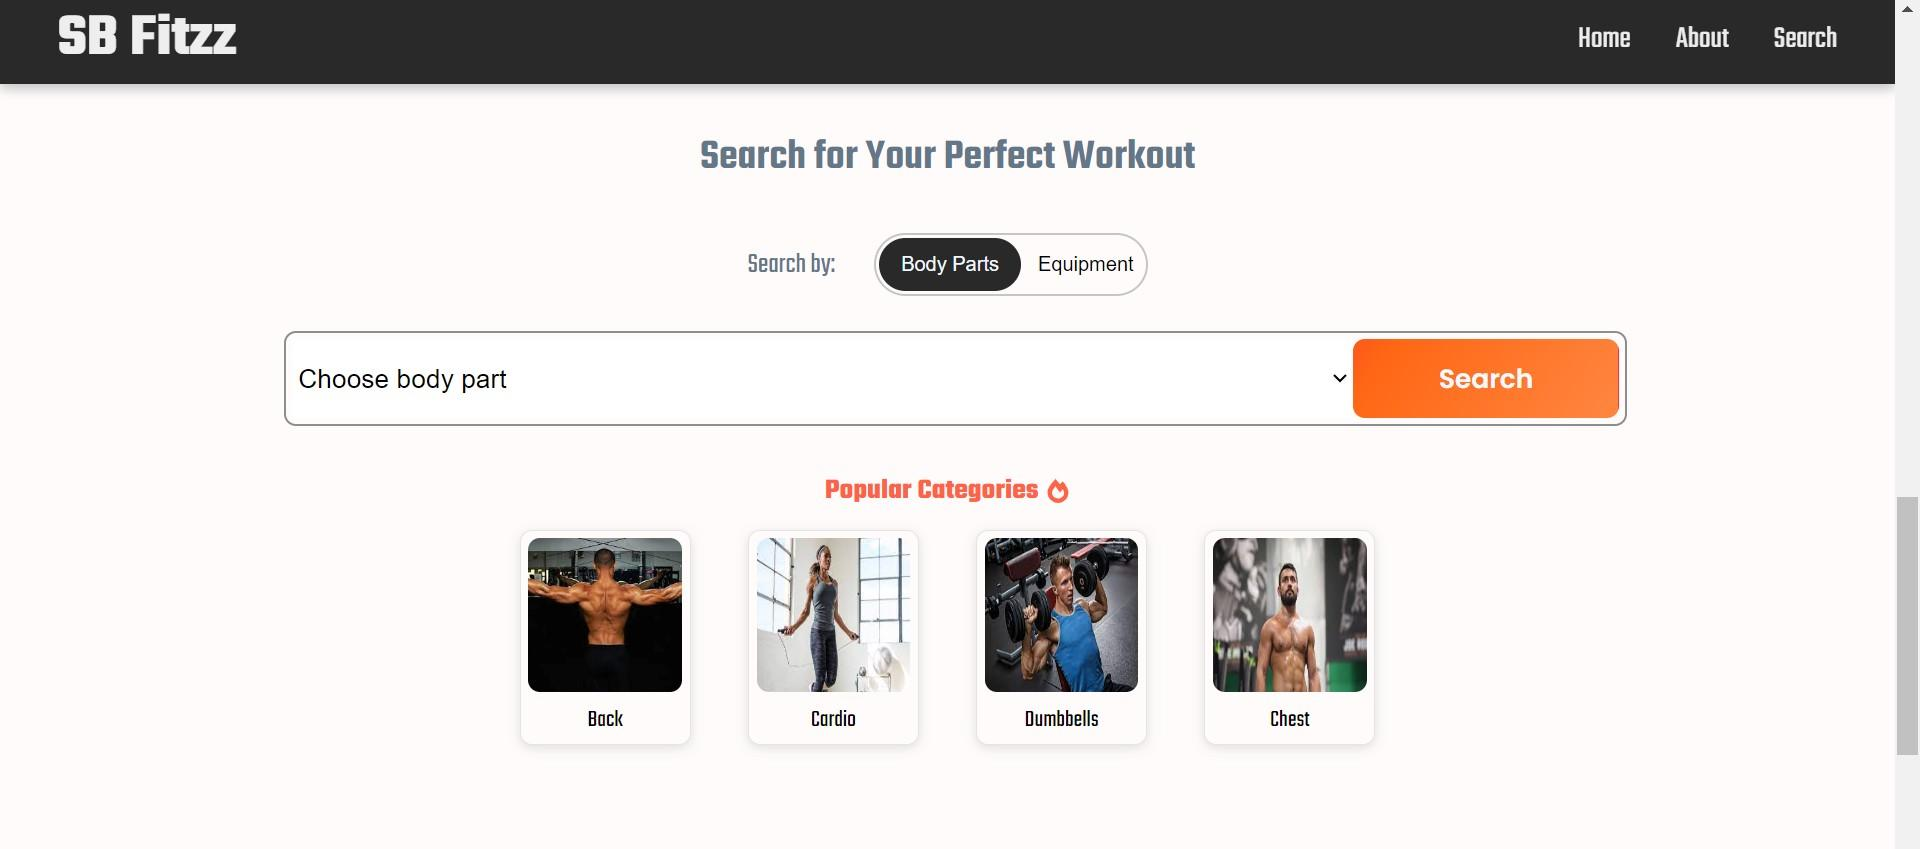 SB Fitzz
Home About Search
Search for Your Perfect Workout
Search by: Body Parts Equipment
Choose body part Search
Popular Categories
Back Cardio Dumbbells Chest